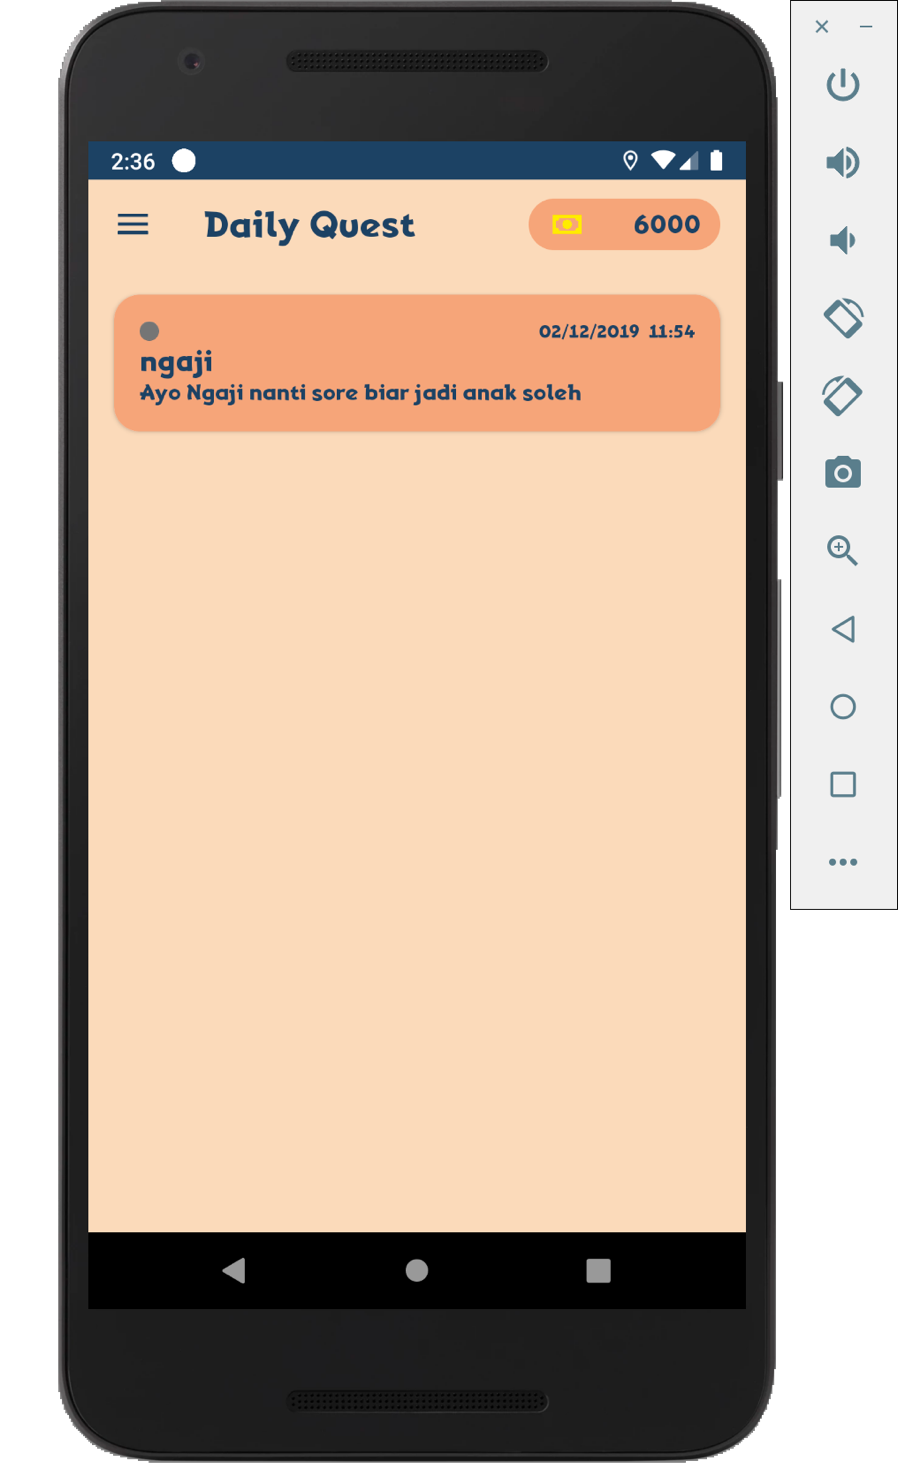 2:36
Daily Quest
6000
02/12/2019 11:54
ngaji
Ayo Ngaji nanti sore biar jadi anak soleh